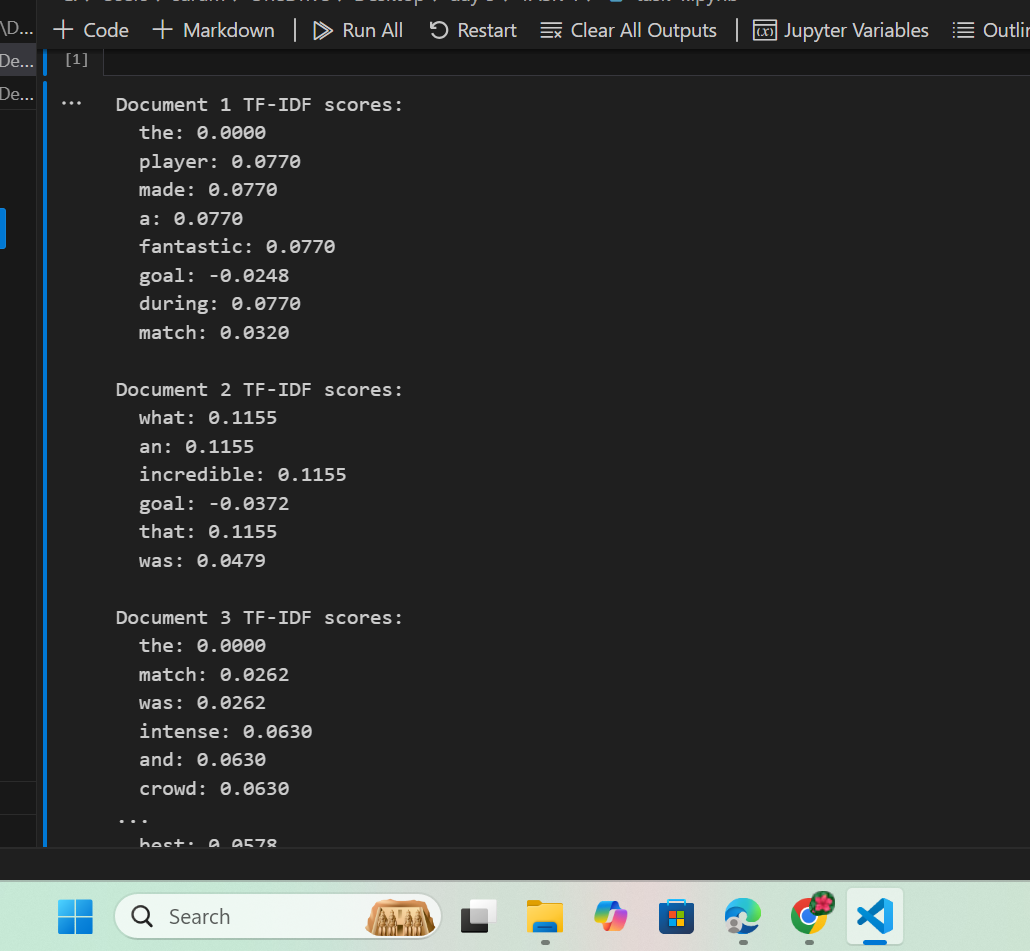 \D...
+ Code + Markdown | Run All Restart Clear All Outputs | Jupyter Variables Outlin
De...
[1]
De...
... Document 1 TF-IDF scores:
the: 0.0000
player: 0.0770
made: 0.0770
a: 0.0770
fantastic: 0.0770
goal: -0.0248
during: 0.0770
match: 0.0320
Document 2 TF-IDF scores:
what: 0.1155
an: 0.1155
incredible: 0.1155
goal: -0.0372
that: 0.1155
was: 0.0479
Document 3 TF-IDF scores:
the: 0.0000
match: 0.0262
was: 0.0262
intense: 0.0630
and: 0.0630
crowd: 0.0630
...
best: 0.0578
Search